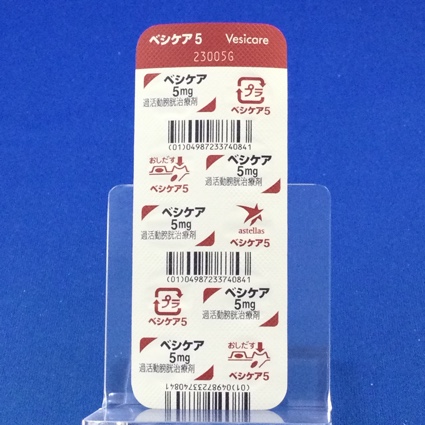 ベシケア 5 Vesicare
23005G
ベシケア
5mg
過活動膀胱治療剤
プラ
ベシケア5
(01)04987233740841
おしだす
ベシケア5
ベシケア
5mg
過活動膀胱治療剤
ベシケア
5mg
過活動膀胱治療剤
astellas
ベシケア5
(01)04987233740841
プラ
ベシケア5
ベシケア
5mg
過活動膀胱治療剤
ベシケア
5mg
過活動膀胱治療剤
おしだす
ベシケア5
(01)04987233740841